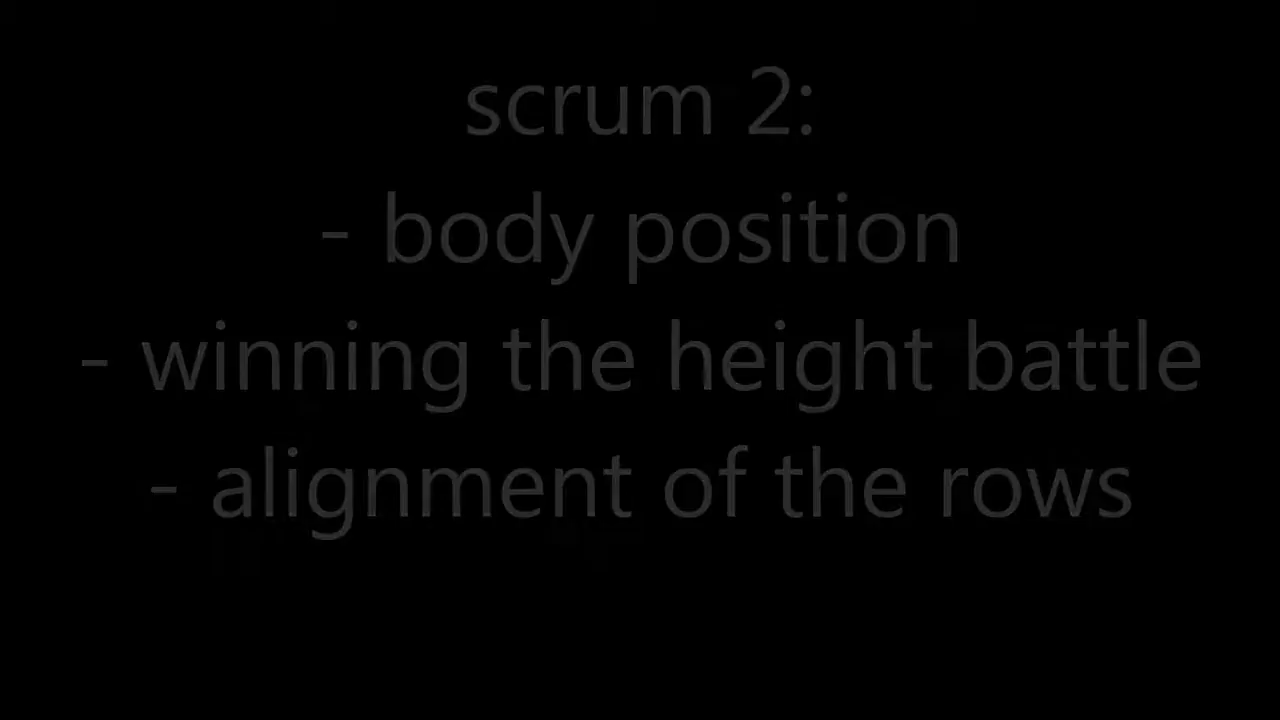 scrum 2:
- body position
- winning the height battle
- alignment of the rows